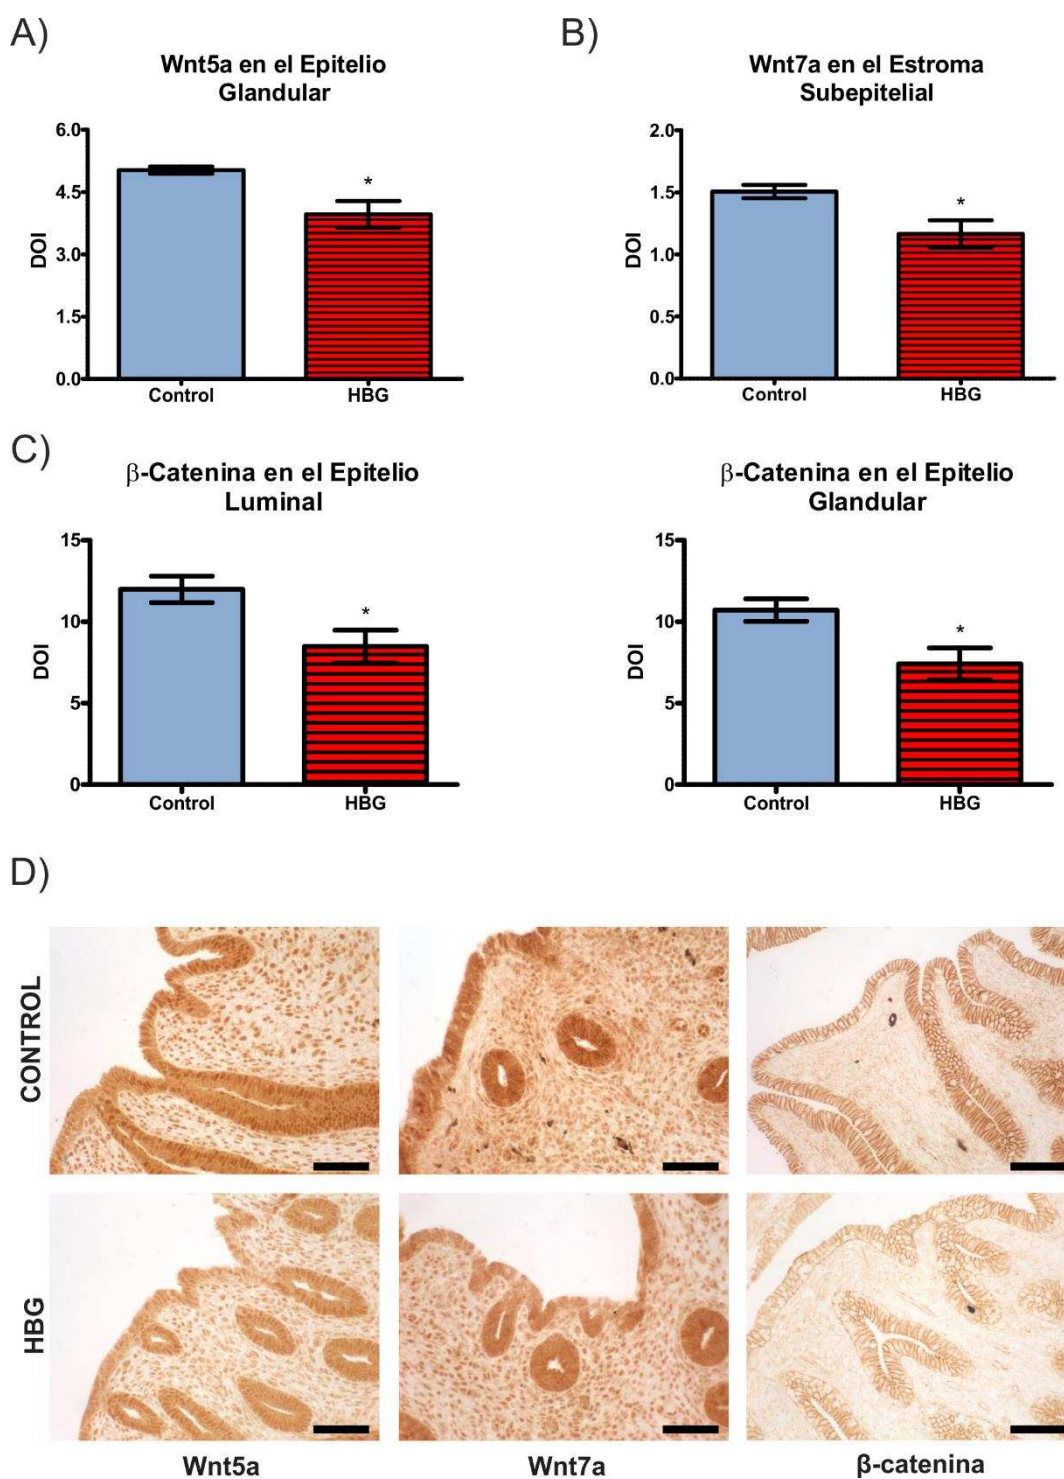 A)
Wnt5a en el Epitelio
Glandular
6.0
4.5
3.0
1.5
0.0
DOI
*
Control
HBG
B)
Wnt7a en el Estroma
Subepitelial
2.0
1.5
1.0
0.5
0.0
DOI
*
Control
HBG
C)
β-Catenina en el Epitelio
Luminal
15
10
5
0
DOI
*
Control
HBG
β-Catenina en el Epitelio
Glandular
15
10
5
0
DOI
*
Control
HBG
D)
CONTROL
HBG
Wnt5a
Wnt7a
β-catenina